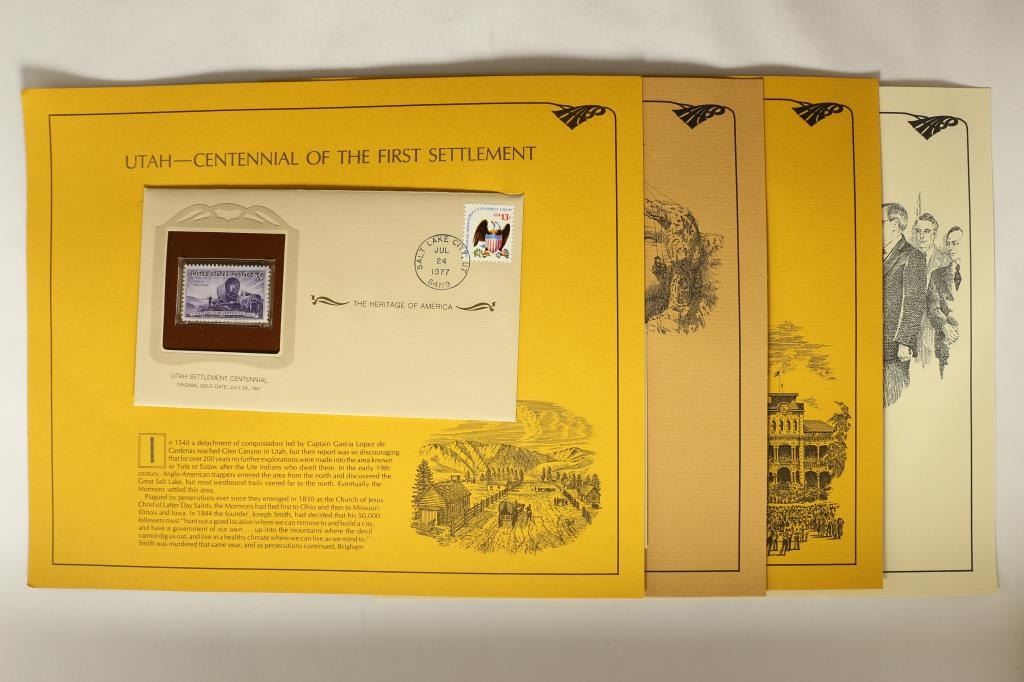 UTAH—CENTENNIAL OF THE FIRST SETTLEMENT
USA 13c
SALT LAKE CITY, UT
JUL
24
1977
84119
UNITED STATES POSTAGE 3¢
THE HERITAGE OF AMERICA
UTAH SETTLEMENT CENTENNIAL
ORIGINAL ISSUE DATE: JULY 24, 1947
In 1540 a detachment of conquistadors led by Captain Garcia Lopez de
Cardenas reached Glen Canyon in Utah, but their report was so discouraging
that for over 200 years no further explorations were made into the area known
as Yuta or Eutaw after the Ute Indians who dwelt there. In the early 19th
century, Anglo-American trappers entered the area from the north and discovered the
Great Salt Lake, but most westbound trails veered far to the north. Eventually the
Mormons settled this area.
Plagued by persecutions ever since they emerged in 1830 as the Church of Jesus
Christ of Latter Day Saints, the Mormons had fled first to Ohio and then to Missouri,
Illinois and Iowa. In 1844 the founder, Joseph Smith, had decided that his 50,000
followers must "hunt out a good location where we can remove to and build a city,
and have a government of our own . . . up into the mountains where the devil
cannot dig us out, and live in a healthy climate where we can live as we mind to."
Smith was murdered that same year, and as persecutions continued, Brigham